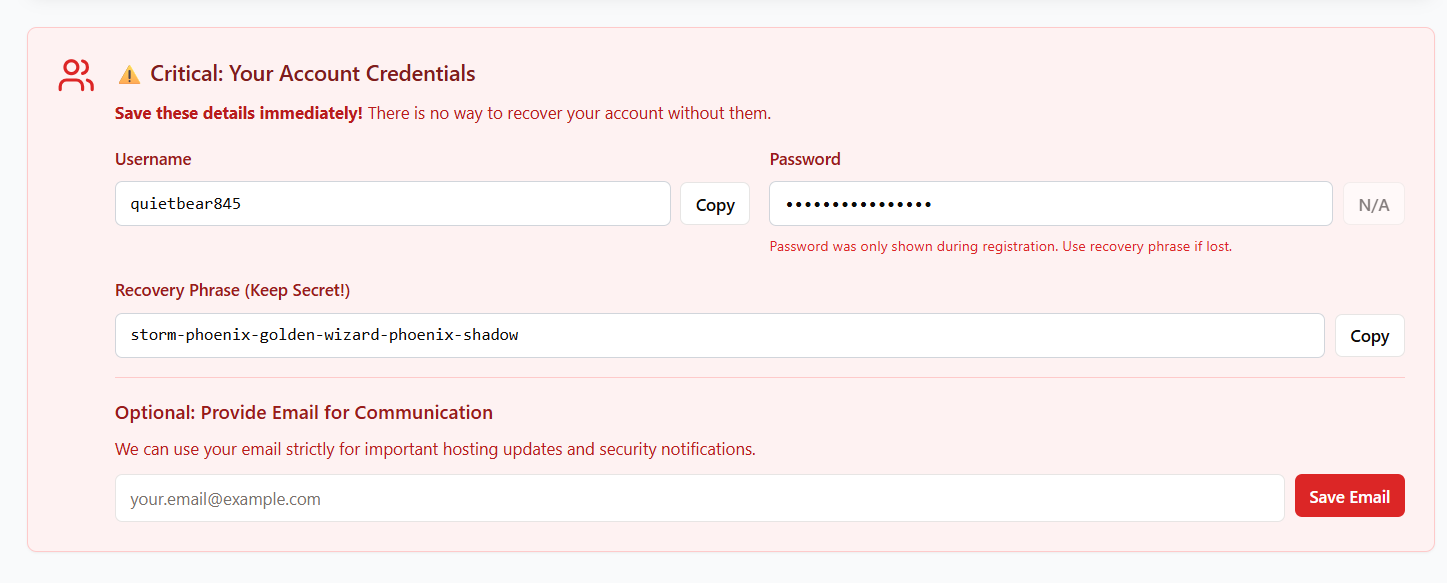 ⚠️ Critical: Your Account Credentials
Save these details immediately! There is no way to recover your account without them.
Username
Password
quietbear845
Copy
••••••••••••••••
N/A
Password was only shown during registration. Use recovery phrase if lost.
Recovery Phrase (Keep Secret!)
storm-phoenix-golden-wizard-phoenix-shadow
Copy
Optional: Provide Email for Communication
We can use your email strictly for important hosting updates and security notifications.
your.email@example.com
Save Email